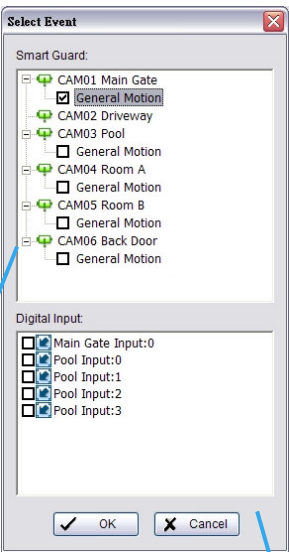 Select Event
Smart Guard:
CAM01 Main Gate
General Motion
CAM02 Driveway
CAM03 Pool
General Motion
CAM04 Room A
General Motion
CAM05 Room B
General Motion
CAM06 Back Door
General Motion
Digital Input:
Main Gate Input:0
Pool Input:0
Pool Input:1
Pool Input:2
Pool Input:3
OK Cancel